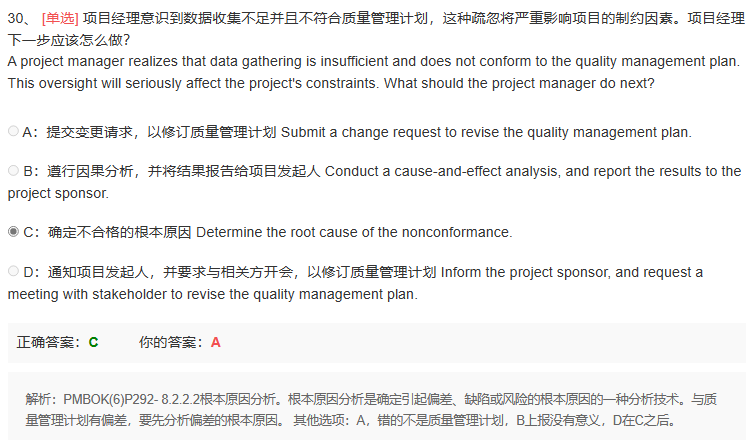 30、 [单选] 项目经理意识到数据收集不足并且不符合质量管理计划，这种疏忽将严重影响项目的制约因素。项目经理
下一步应该怎么做?
A project manager realizes that data gathering is insufficient and does not conform to the quality management plan.
This oversight will seriously affect the project's constraints. What should the project manager do next?
A：提交变更请求，以修订质量管理计划 Submit a change request to revise the quality management plan.
B：遵行因果分析，并将结果报告给项目发起人 Conduct a cause-and-effect analysis, and report the results to the
project sponsor.
C：确定不合格的根本原因 Determine the root cause of the nonconformance.
D：通知项目发起人，并要求与相关方开会，以修订质量管理计划 Inform the project sponsor, and request a
meeting with stakeholder to revise the quality management plan.
正确答案：C 你的答案：A
解析：PMBOK(6)P292- 8.2.2.2根本原因分析。根本原因分析是确定引起偏差、缺陷或风险的根本原因的一种分析技术。与质
量管理计划有偏差，要先分析偏差的根本原因。 其他选项：A，错的不是质量管理计划，B上报没有意义，D在C之后。